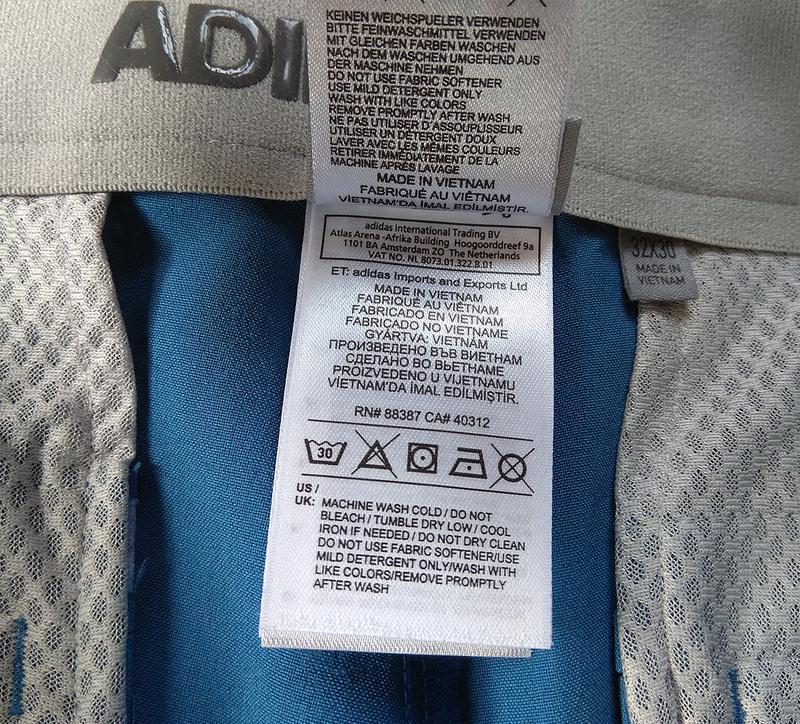 ADI
KEINEN WEICHSPUELER VERWENDEN
BITTE FEINWASCHMITTEL VERWENDEN
MIT GLEICHEN FARBEN WASCHEN
NACH DEM WASCHEN UMGEHEND AUS
DER MASCHINE NEHMEN
DO NOT USE FABRIC SOFTENER
USE MILD DETERGENT ONLY
WASH WITH LIKE COLORS
REMOVE PROMPTLY AFTER WASH
NE PAS UTILISER D'ASSOUPLISSEUR
UTILISER UN DÉTERGENT DOUX
LAVER AVEC LES MÊMES COULEURS
RETIRER IMMÉDIATEMENT DE LA
MACHINE APRÈS LAVAGE
MADE IN VIETNAM
FABRIQUÉ AU VIÊTNAM
VIETNAM'DA İMAL EDİLMİŞTİR.
adidas International Trading BV
Atlas Arena -Afrika Building Hoogoorddreef 9a
1101 BA Amsterdam ZO The Netherlands
VAT NO. NL 8073.01.322.B.01
ET: adidas Imports and Exports Ltd
MADE IN VIETNAM
FABRIQUÉ AU VIÊTNAM
FABRICADO EN VIETNAM
FABRICADO NO VIETNAME
GYÁRTVA: VIETNÁM
ПРОИЗВЕДЕНО ВЪВ ВИЕТНАМ
СДЕЛАНО ВО ВЬЕТНАМЕ
PROIZVEDENO U VIJETNAMU
VİETNAM'DA İMAL EDİLMİŞTİR.
RN# 88387 CA# 40312
30
US /
UK: MACHINE WASH COLD / DO NOT
BLEACH / TUMBLE DRY LOW / COOL
IRON IF NEEDED / DO NOT DRY CLEAN
DO NOT USE FABRIC SOFTENER/USE
MILD DETERGENT ONLY/WASH WITH
LIKE COLORS/REMOVE PROMPTLY
AFTER WASH
32X30
MADE IN
VIETNAM